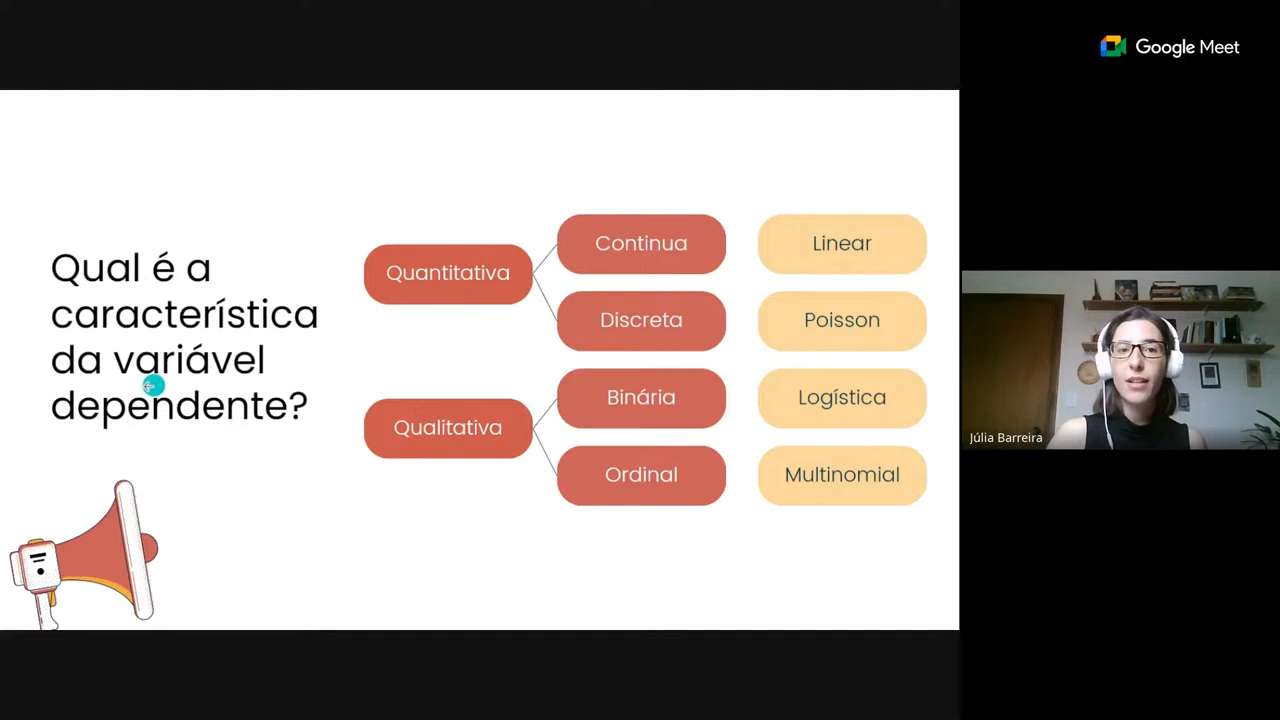 Google Meet
Qual é a
característica
da variável
dependente?
Quantitativa
Continua
Linear
Discreta
Poisson
Qualitativa
Binária
Logística
Ordinal
Multinomial
Júlia Barreira